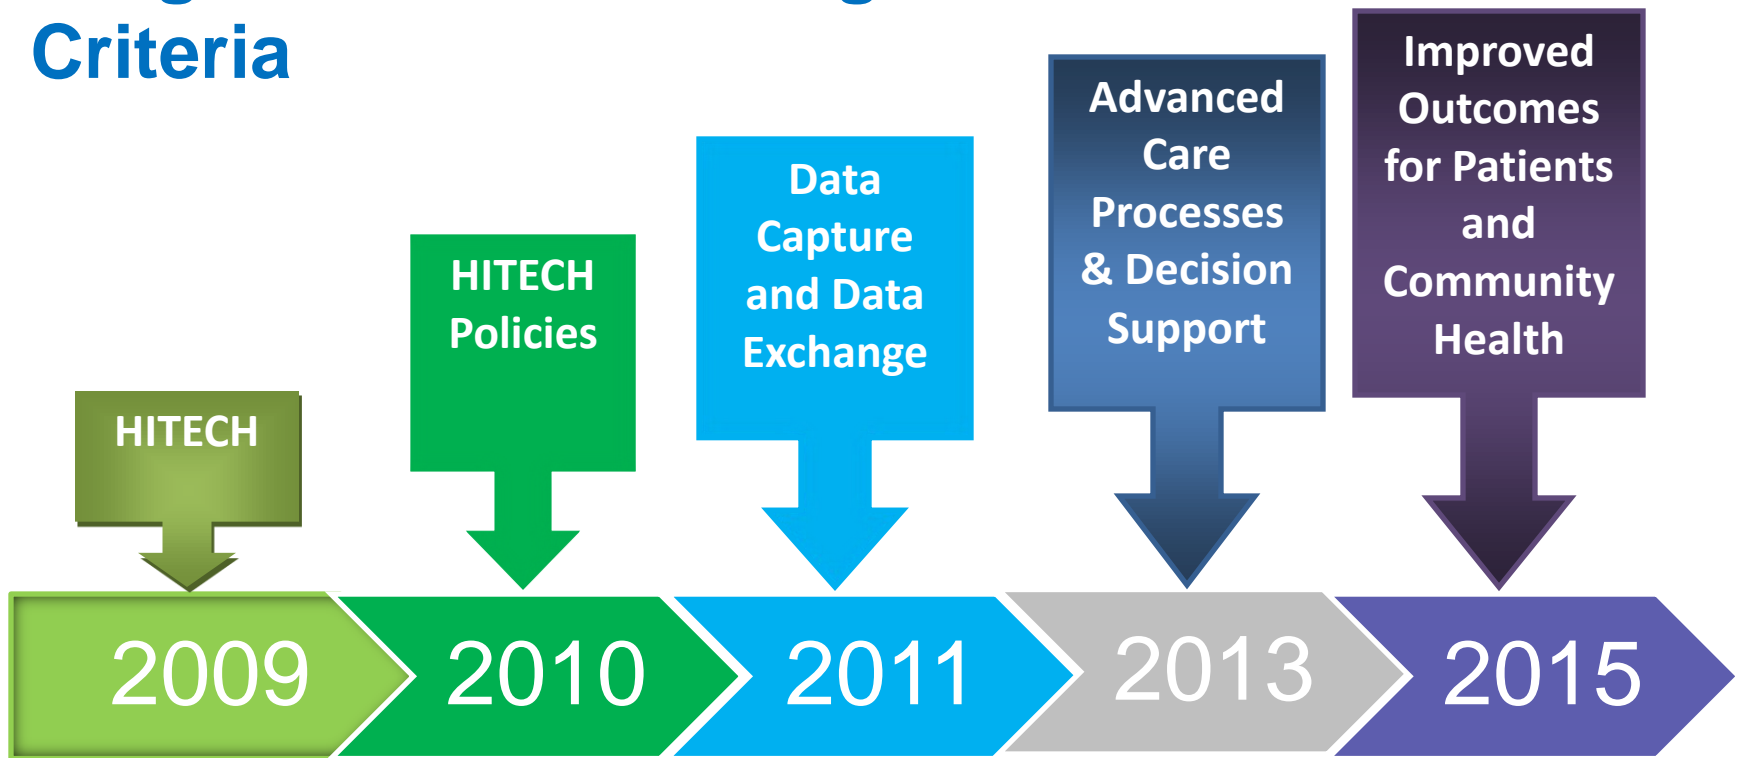 Criteria
HITECH
HITECH
Policies
Data
Capture
and Data
Exchange
Advanced
Care
Processes
& Decision
Support
Improved
Outcomes
for Patients
and
Community
Health
2009
2010
2011
2013
2015